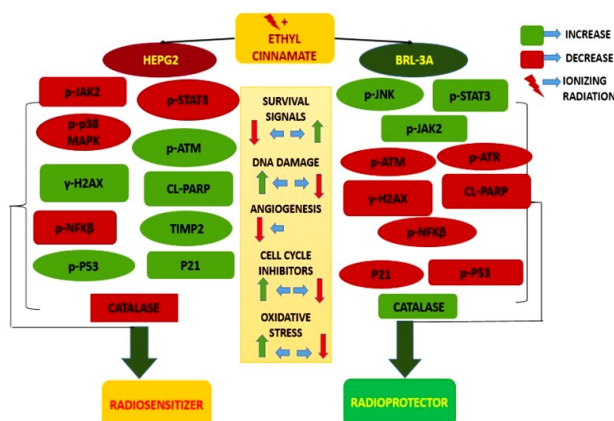 +
ETHYL
CINNAMATE
INCREASE
DECREASE
IONIZING
RADIATION
HEPG2
BRL-3A
p-JAK2
p-STAT3
p-p38
MAPK
p-ATM
γ-H2AX
CL-PARP
p-NFKβ
TIMP2
p-P53
P21
CATALASE
RADIOSENSITIZER
SURVIVAL
SIGNALS
DNA DAMAGE
ANGIOGENESIS
CELL CYCLE
INHIBITORS
OXIDATIVE
STRESS
p-JNK
p-STAT3
p-JAK2
p-ATM
p-ATR
γ-H2AX
CL-PARP
p-NFKβ
P21
p-P53
CATALASE
RADIOPROTECTOR